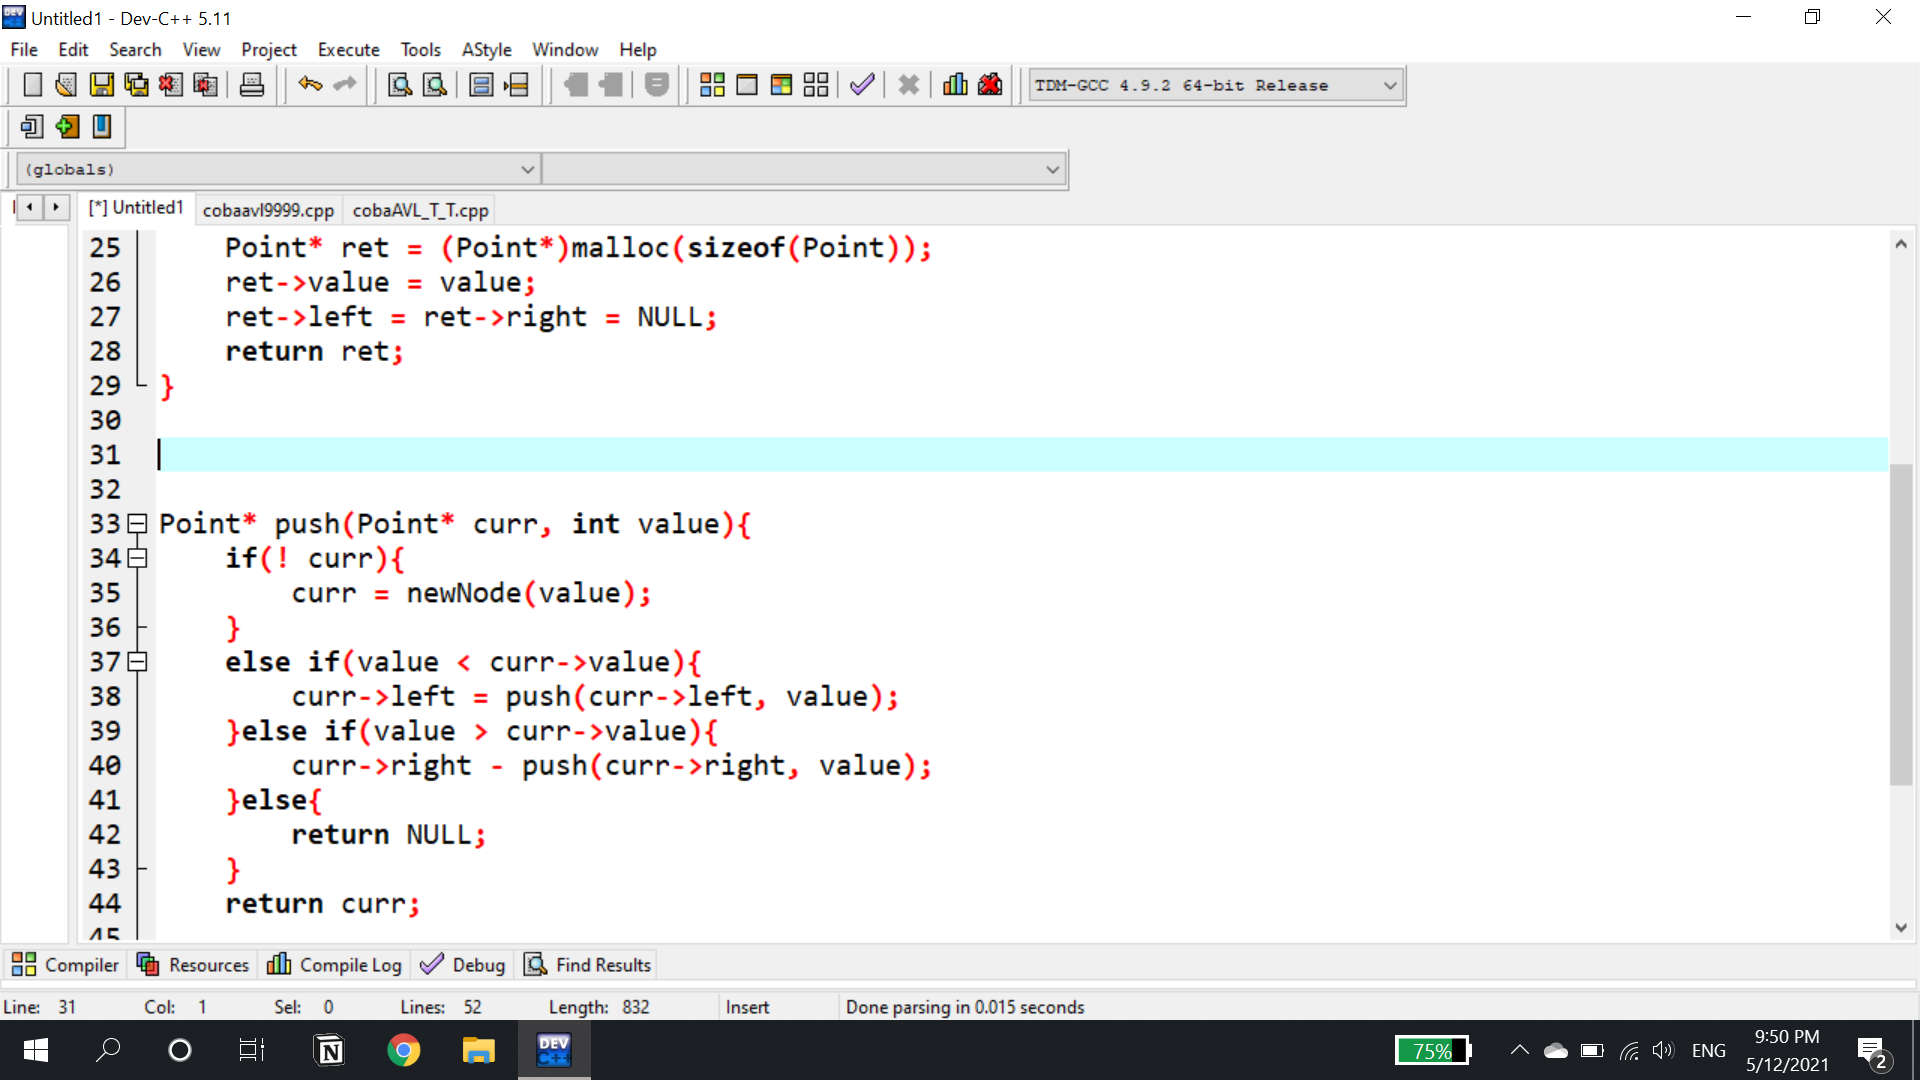 Untitled1 - Dev-C++ 5.11
File Edit Search View Project Execute Tools AStyle Window Help
TDM-GCC 4.9.2 64-bit Release
(globals)
[*] Untitled1 cobaavl9999.cpp cobaAVL_T_T.cpp
25 Point* ret = (Point*)malloc(sizeof(Point));
26 ret->value = value;
27 ret->left = ret->right = NULL;
28 return ret;
29 }
30
31
32
33 Point* push(Point* curr, int value){
34 if(! curr){
35 curr = newNode(value);
36 }
37 else if(value < curr->value){
38 curr->left = push(curr->left, value);
39 }else if(value > curr->value){
40 curr->right - push(curr->right, value);
41 }else{
42 return NULL;
43 }
44 return curr;
45
Compiler Resources Compile Log Debug Find Results
Line: 31 Col: 1 Sel: 0 Lines: 52 Length: 832 Insert Done parsing in 0.015 seconds
N DEV C++ 75% ENG 9:50 PM
5/12/2021 2